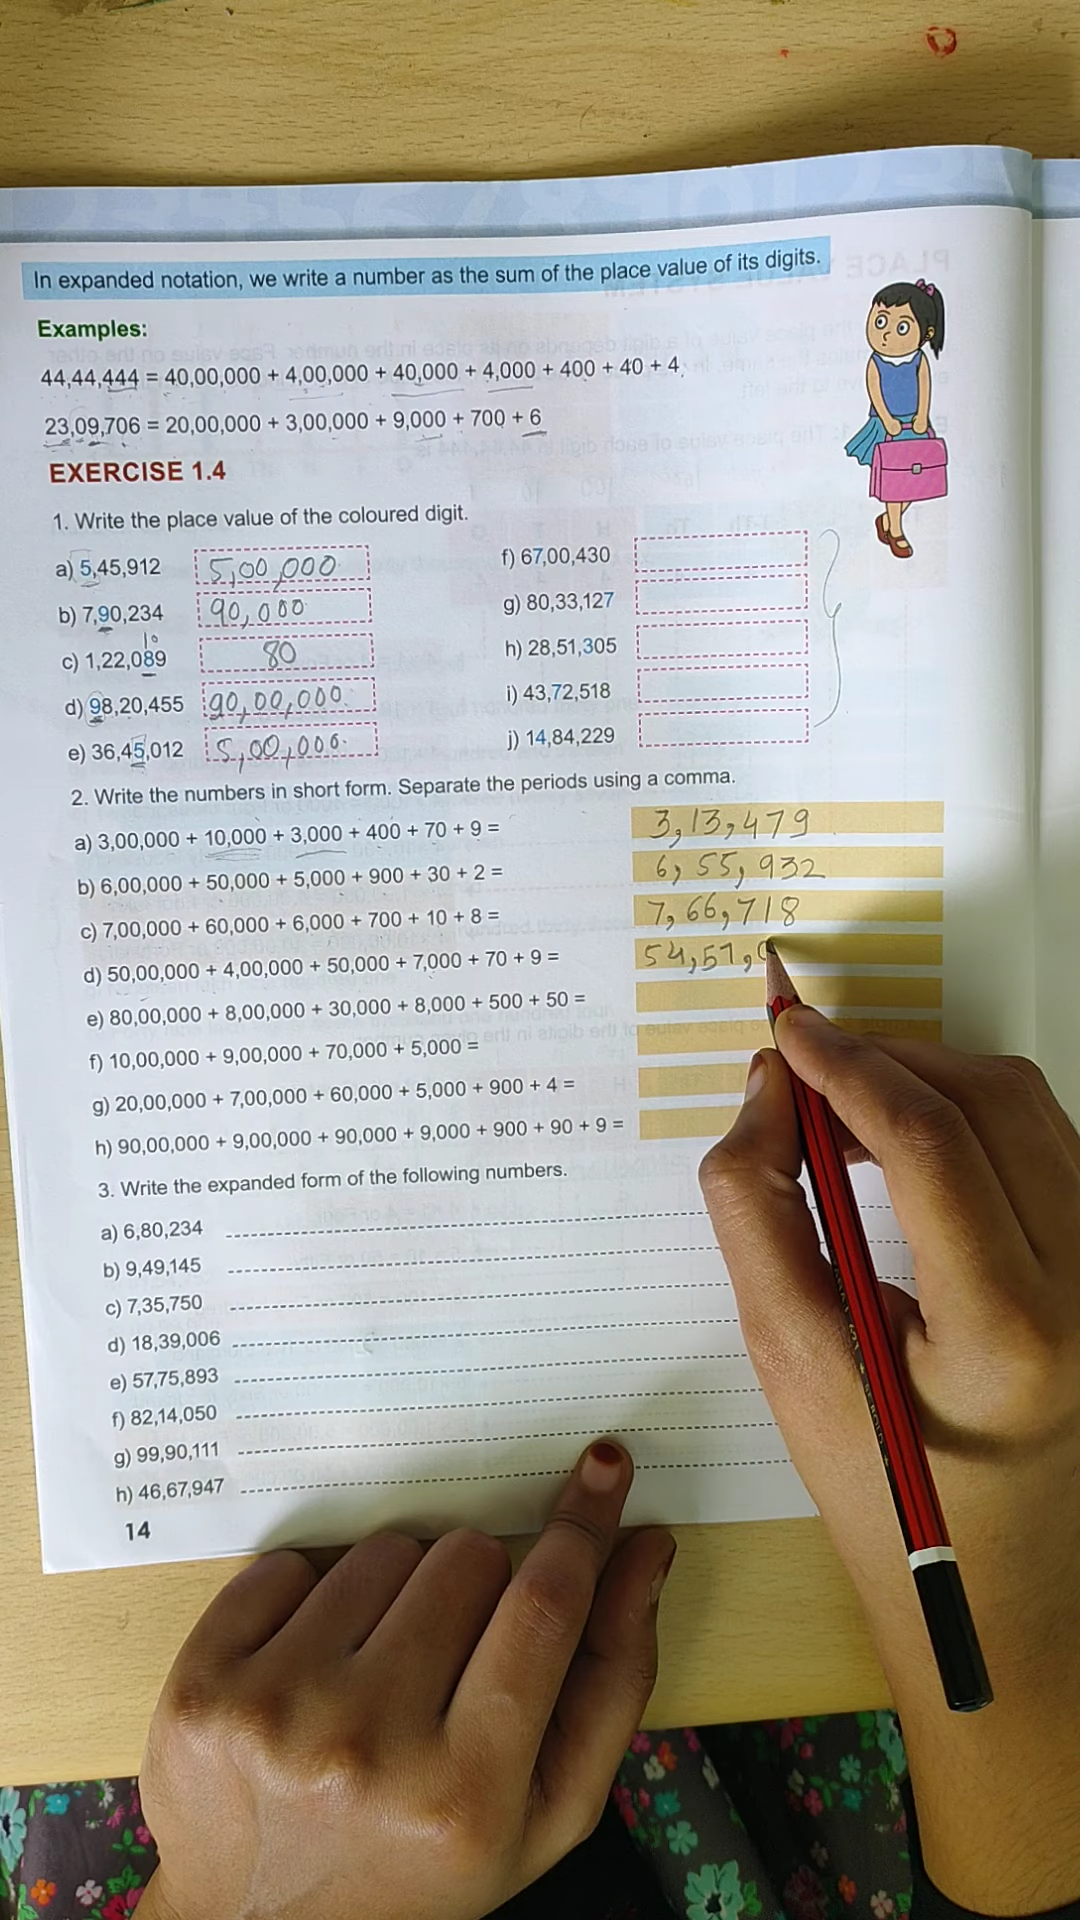 In expanded notation, we write a number as the sum of the place value of its digits.
Examples:
44,44,444 = 40,00,000 + 4,00,000 + 40,000 + 4,000 + 400 + 40 + 4.
23,09,706 = 20,00,000 + 3,00,000 + 9,000 + 700 + 6
EXERCISE 1.4
1. Write the place value of the coloured digit.
a) 5,45,912 5,00,000
b) 7,90,234 90,000
10
c) 1,22,089 80
d) 98,20,455 90,00,000
e) 36,45,012 5,00,000
f) 67,00,430
g) 80,33,127
h) 28,51,305
i) 43,72,518
j) 14,84,229
2. Write the numbers in short form. Separate the periods using a comma.
a) 3,00,000 + 10,000 + 3,000 + 400 + 70 + 9 = 3,13,479
b) 6,00,000 + 50,000 + 5,000 + 900 + 30 + 2 = 6,55,932
c) 7,00,000 + 60,000 + 6,000 + 700 + 10 + 8 = 7,66,718
d) 50,00,000 + 4,00,000 + 50,000 + 7,000 + 70 + 9 = 54,57,0
e) 80,00,000 + 8,00,000 + 30,000 + 8,000 + 500 + 50 =
f) 10,00,000 + 9,00,000 + 70,000 + 5,000 =
g) 20,00,000 + 7,00,000 + 60,000 + 5,000 + 900 + 4 =
h) 90,00,000 + 9,00,000 + 90,000 + 9,000 + 900 + 90 + 9 =
3. Write the expanded form of the following numbers.
a) 6,80,234
b) 9,49,145
c) 7,35,750
d) 18,39,006
e) 57,75,893
f) 82,14,050
g) 99,90,111
h) 46,67,947
14